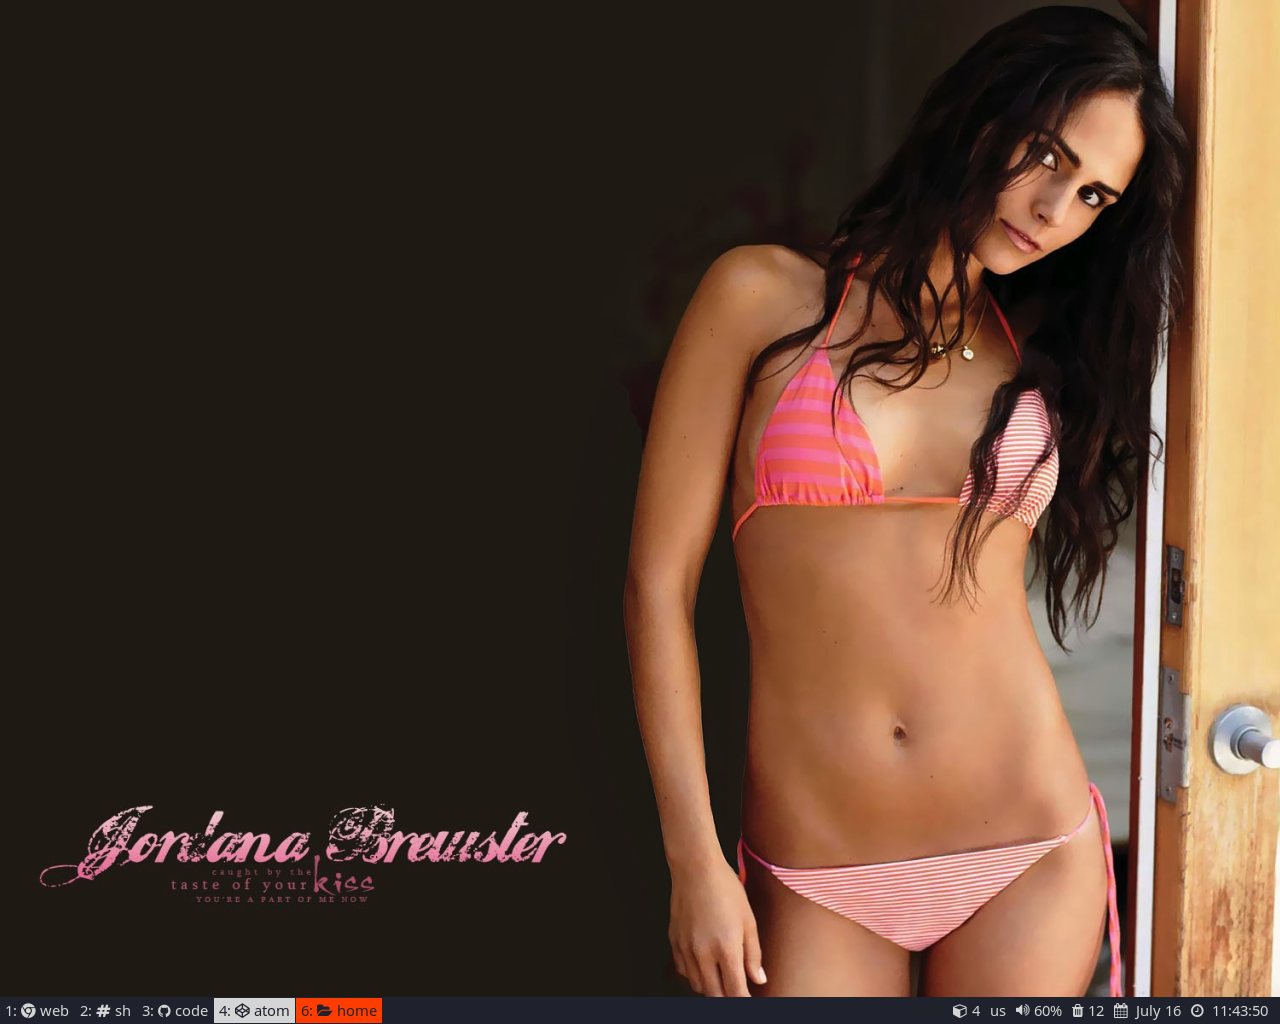 Jordana Brewster
caught by the
taste of your kiss
YOU'RE A PART OF ME NOW
1: web 2: sh 3: code 4: atom 6: home 4 us 60% 12 July 16 11:43:50